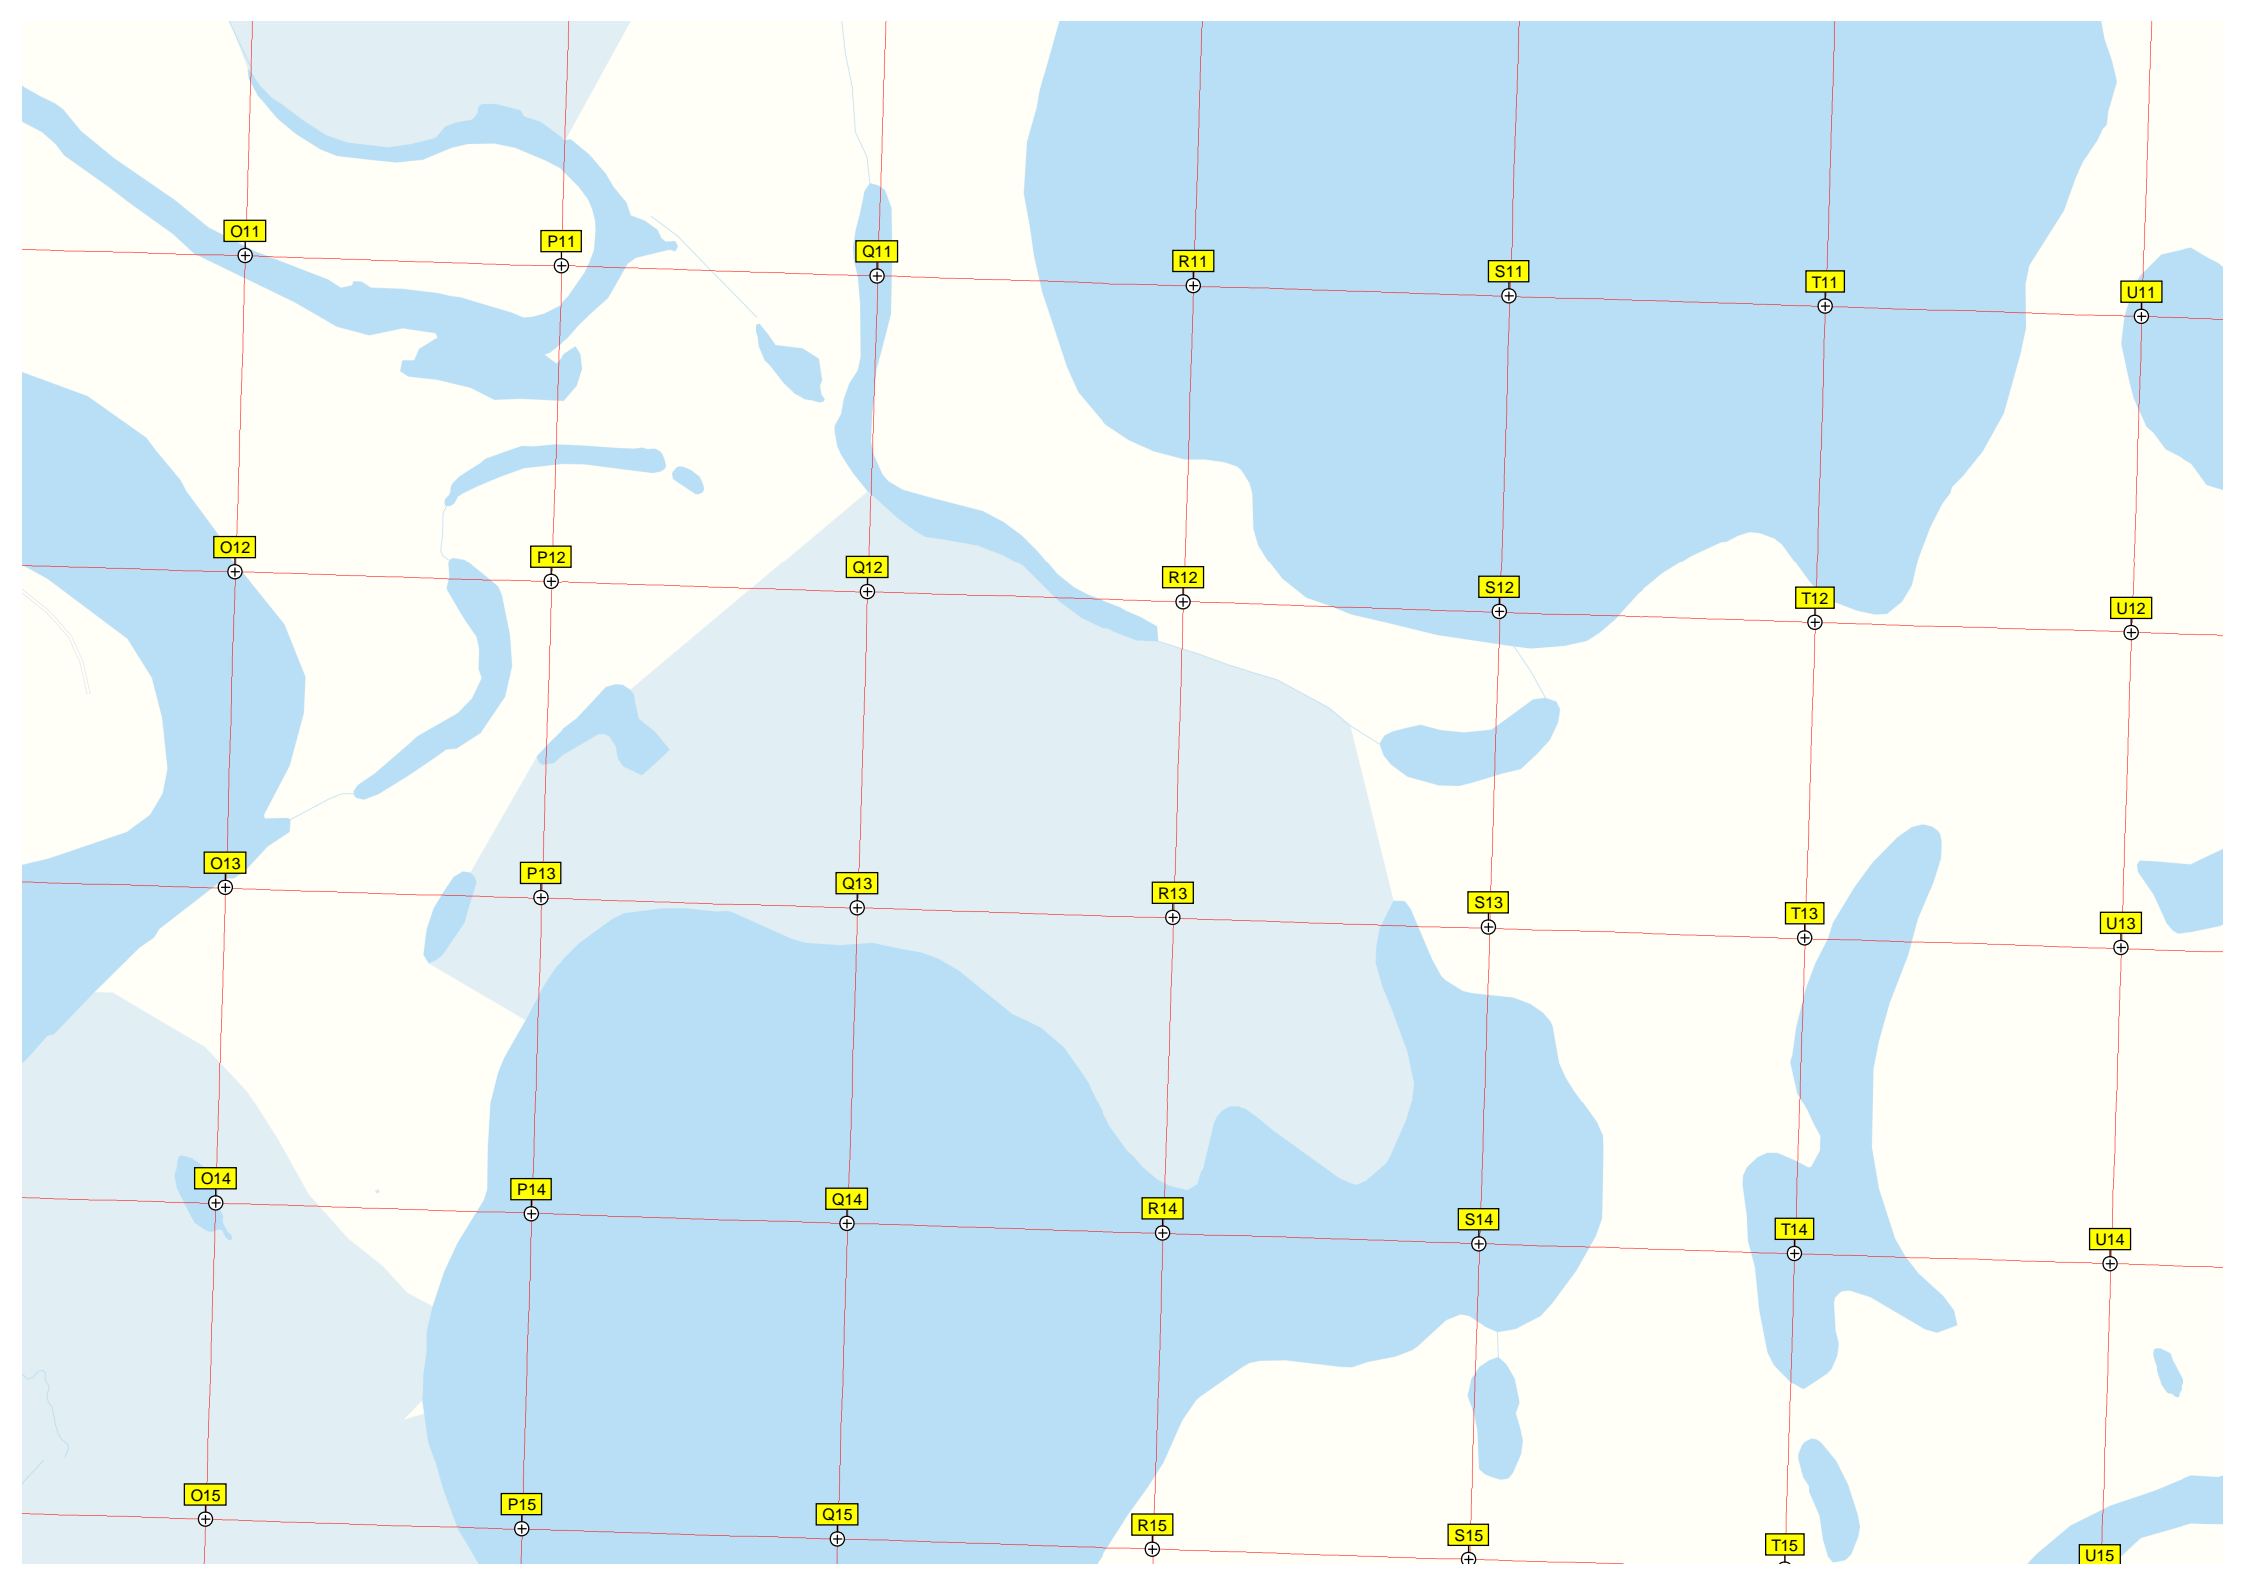 O11 P11 Q11 R11 S11 T11 U11
O12 P12 Q12 R12 S12 T12 U12
O13 P13 Q13 R13 S13 T13 U13
O14 P14 Q14 R14 S14 T14 U14
O15 P15 Q15 R15 S15 T15 U15